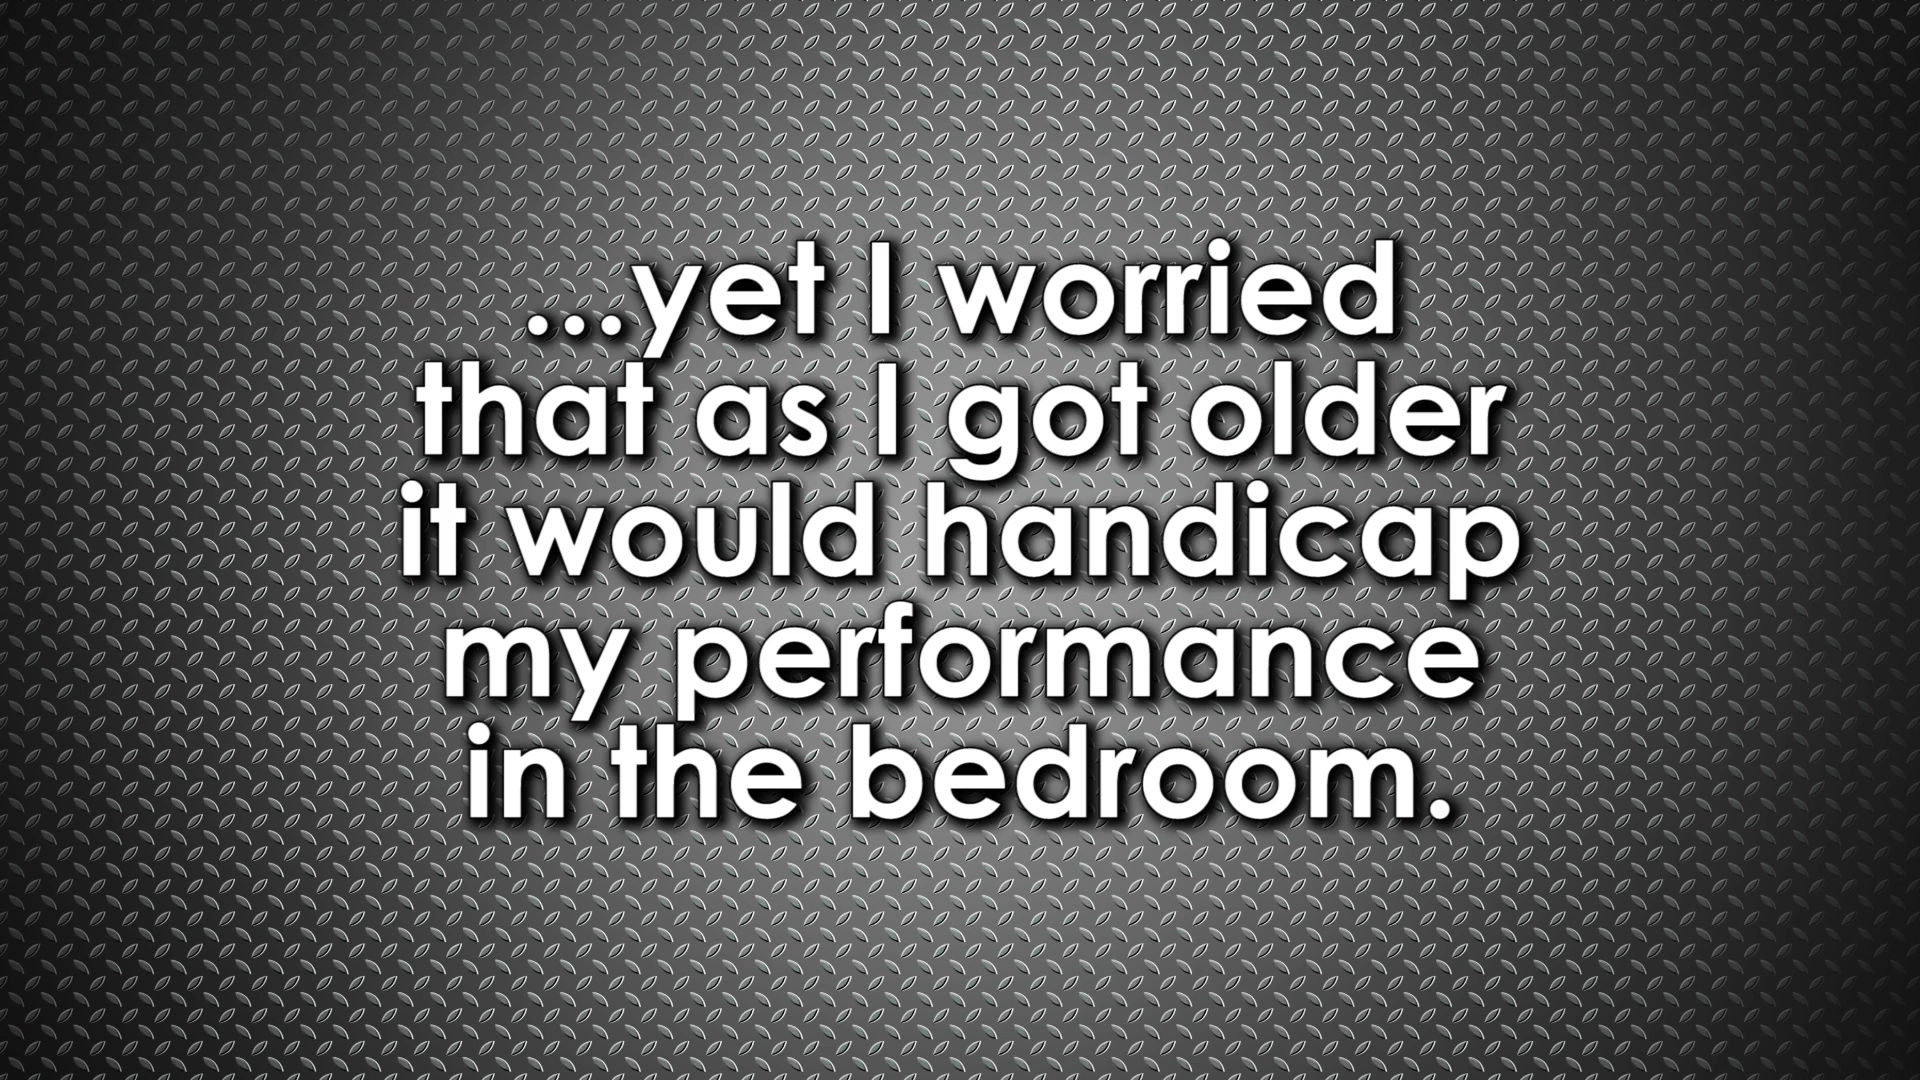 ...yet I worried
that as I got older
it would handicap
my performance
in the bedroom.